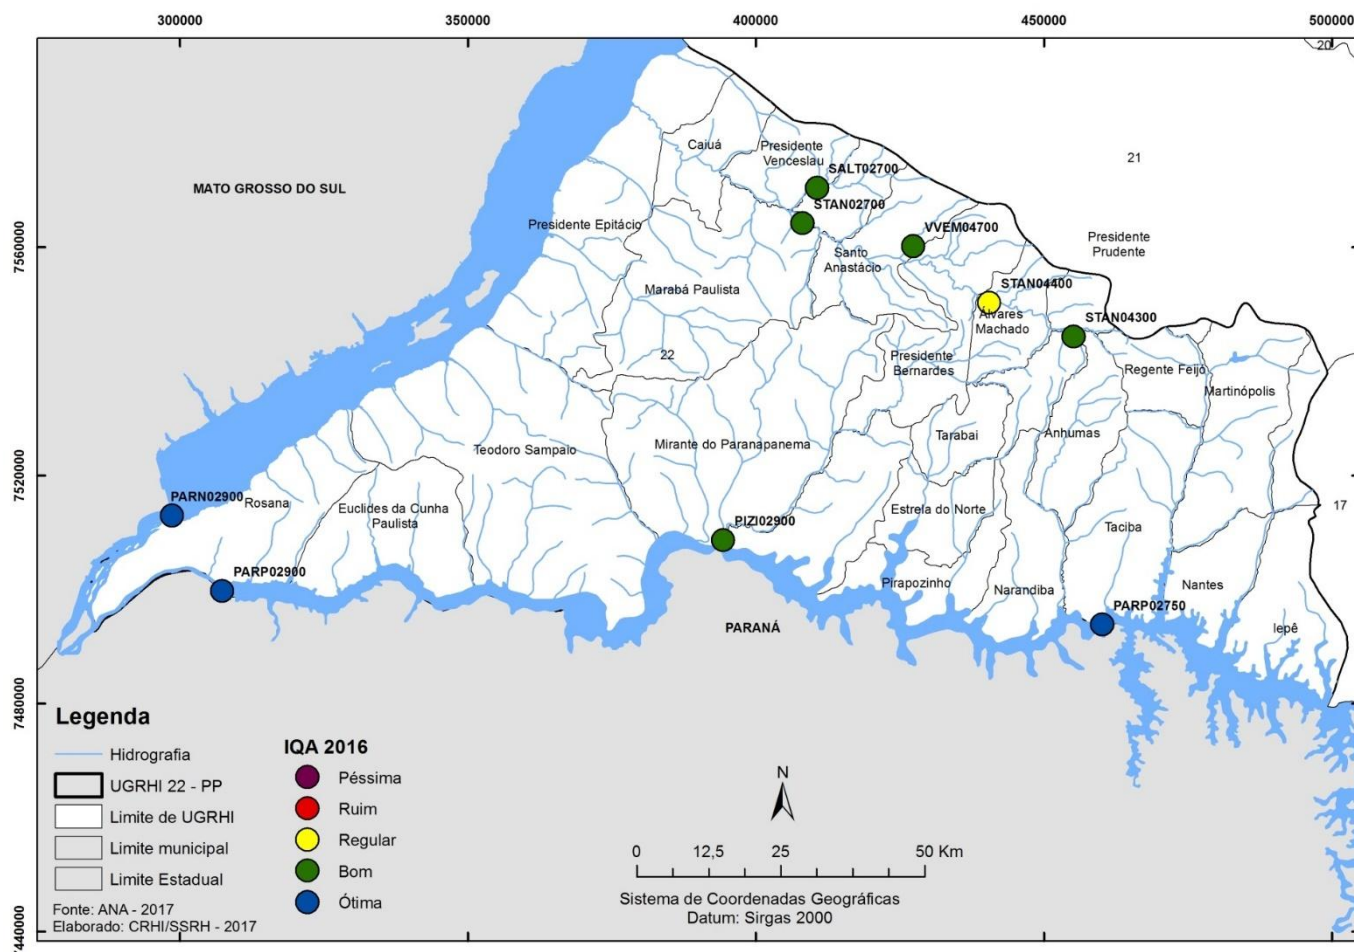 300000
350000
400000
450000
500000
20
21
Caiuá
Presidente
Venceslau
SALT02700
MATO GROSSO DO SUL
STAN02700
Presidente Epitácio
VVEM04700
Presidente
Prudente
7560000
Santo
Anastácio
Marabá Paulista
STAN04400
Álvares
Machado
STAN04300
22
Presidente
Bernardes
Regente Feijó
Martinópolis
Teodoro Sampaio
Mirante do Paranapanema
Tarabai
Anhumas
7520000
PARN02900
Rosana
Euclides da Cunha
Paulista
Estrela do Norte
17
PIZI02900
Taciba
PARP02900
Pirapozinho
Narandiba
Nantes
PARP02750
PARANÁ
Iepê
7480000
Legenda
Hidrografia
UGRHI 22 - PP
Limite de UGRHI
Limite municipal
Limite Estadual
Fonte: ANA - 2017
Elaborado: CRHI/SSRH - 2017
IQA 2016
Péssima
Ruim
Regular
Bom
Ótima
N
0 12,5 25 50 Km
Sistema de Coordenadas Geográficas
Datum: Sirgas 2000
7440000